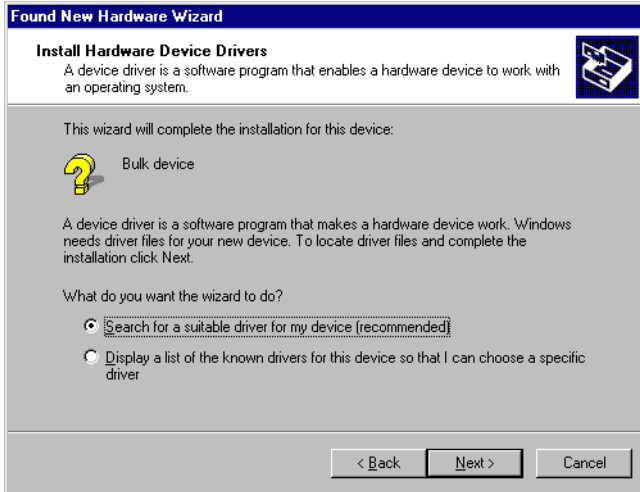 Found New Hardware Wizard
Install Hardware Device Drivers
A device driver is a software program that enables a hardware device to work with
an operating system.
This wizard will complete the installation for this device:
Bulk device
A device driver is a software program that makes a hardware device work. Windows
needs driver files for your new device. To locate driver files and complete the
installation click Next.
What do you want the wizard to do?
Search for a suitable driver for my device (recommended)
Display a list of the known drivers for this device so that I can choose a specific
driver
< Back Next > Cancel